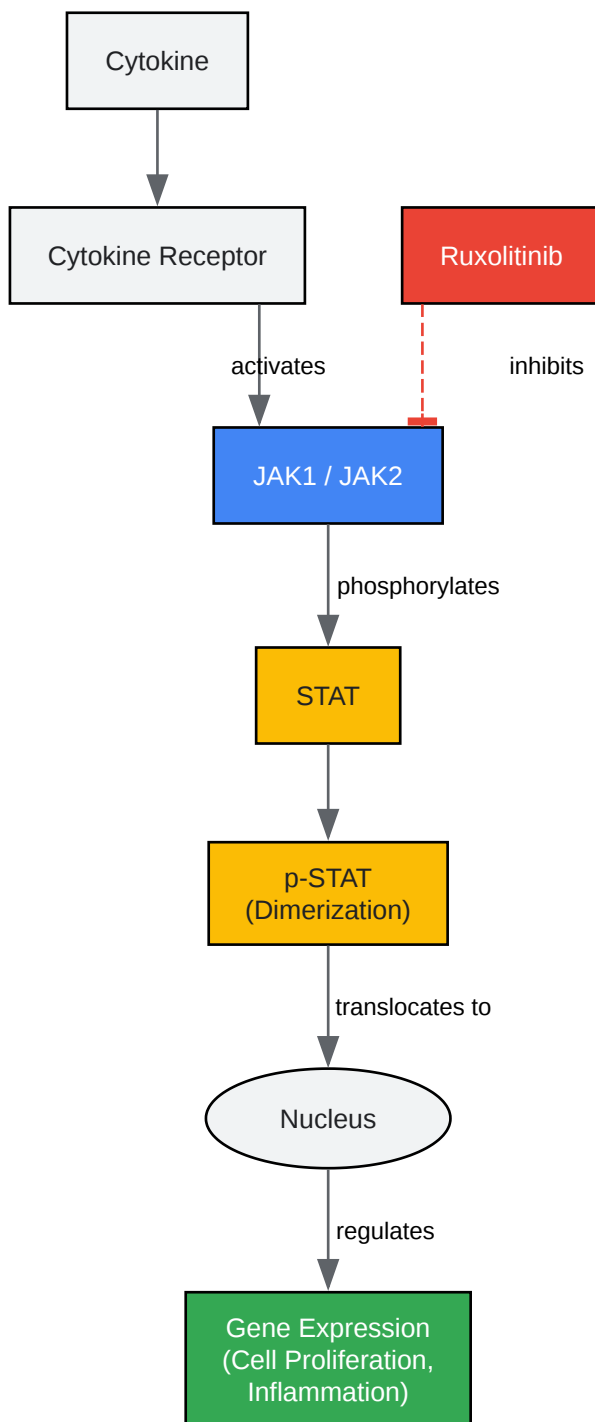 Cytokine
Cytokine Receptor
Ruxolitinib
activates
inhibits
JAK1 / JAK2
phosphorylates
STAT
p-STAT
(Dimerization)
translocates to
Nucleus
regulates
Gene Expression
(Cell Proliferation,
Inflammation)